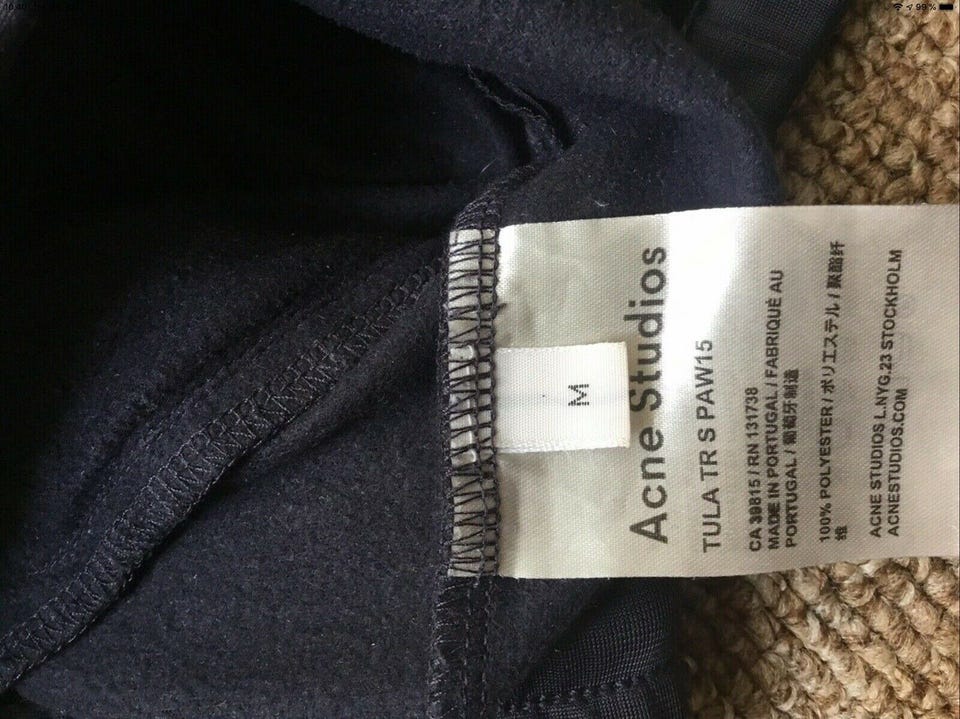 Acne Studios
M
TULA TR S PAW15
CA 39815 / RN 131738
MADE IN PORTUGAL / FABRIQUÉ AU
PORTUGAL / 葡萄牙制造
100% POLYESTER / ポリエステル / 聚酯纤
维
ACNE STUDIOS L.NYG.23 STOCKHOLM
ACNESTUDIOS.COM
99%